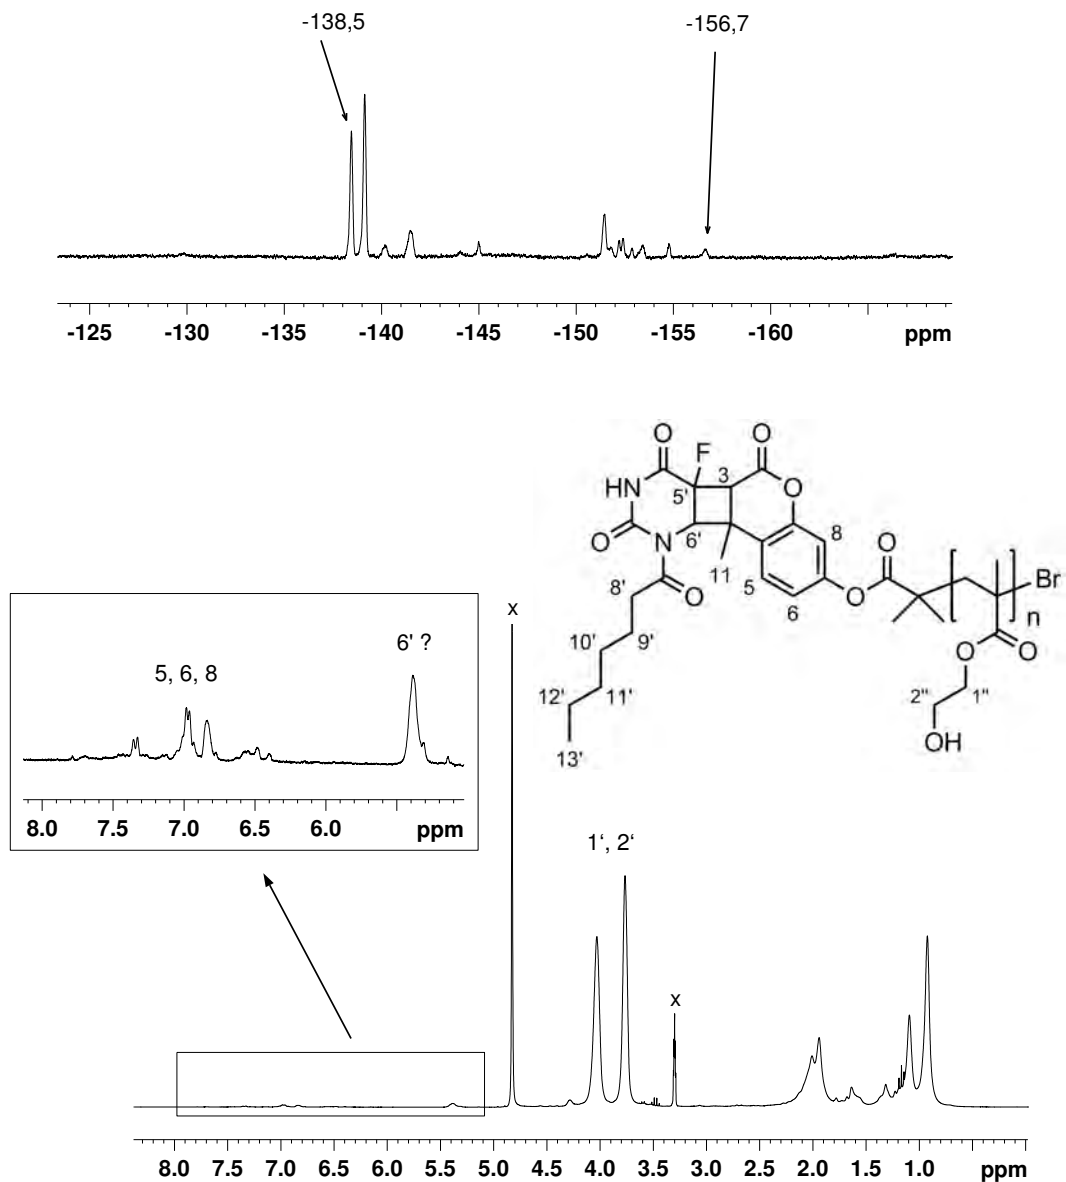 -138,5
-156,7
-125 -130 -135 -140 -145 -150 -155 -160 ppm
O F O
3
HN 5' O
O N 6' 8 O
11 5 O Br
8' O 6 n
10' 9' O O
12' 11' 2" 1"
13' OH
x
6' ?
5, 6, 8
8.0 7.5 7.0 6.5 6.0 ppm
1‘, 2‘
x
8.0 7.5 7.0 6.5 6.0 5.5 5.0 4.5 4.0 3.5 3.0 2.5 2.0 1.5 1.0 ppm